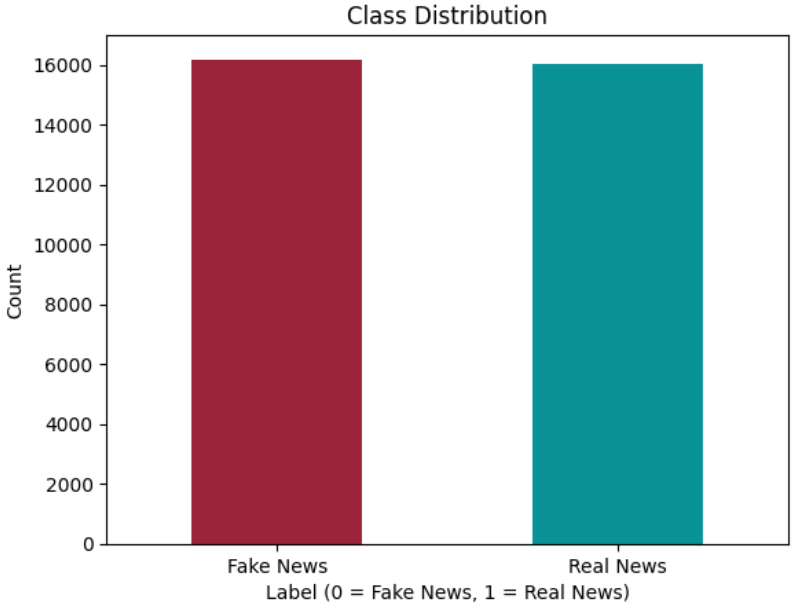 Class Distribution
16000
14000
12000
10000
8000
6000
4000
2000
0
Count
Fake News
Real News
Label (0 = Fake News, 1 = Real News)